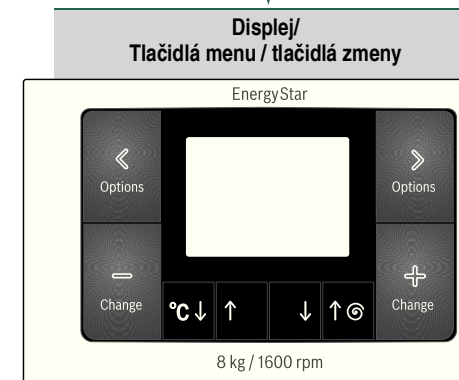 Displej/
Tlačidlá menu / tlačidlá zmeny
EnergyStar
Options
Options
Change
°C
Change
8 kg / 1600 rpm